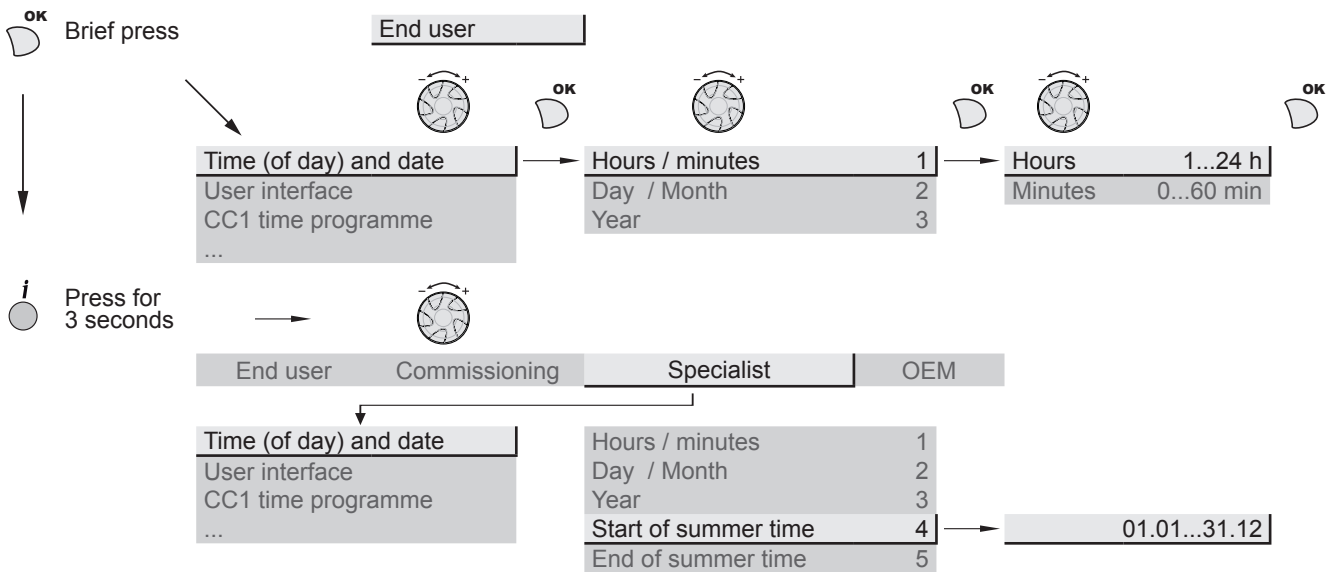 OK
Brief press
End user
OK
OK
OK
Time (of day) and date
Hours / minutes 1
Hours 1...24 h
User interface
Day / Month 2
Minutes 0...60 min
CC1 time programme
Year 3
...
i
Press for
3 seconds
End user Commissioning Specialist OEM
Time (of day) and date
Hours / minutes 1
User interface
Day / Month 2
CC1 time programme
Year 3
...
Start of summer time 4
01.01...31.12
End of summer time 5